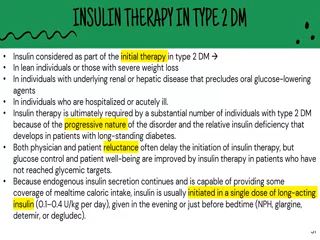 INSULIN THERAPY IN TYPE 2 DM
• Insulin considered as part of the initial therapy in type 2 DM →
• In lean individuals or those with severe weight loss
• In individuals with underlying renal or hepatic disease that precludes oral glucose-lowering
agents
• In individuals who are hospitalized or acutely ill.
• Insulin therapy is ultimately required by a substantial number of individuals with type 2 DM
because of the progressive nature of the disorder and the relative insulin deficiency that
develops in patients with long-standing diabetes.
• Both physician and patient reluctance often delay the initiation of insulin therapy, but
glucose control and patient well-being are improved by insulin therapy in patients who have
not reached glycemic targets.
• Because endogenous insulin secretion continues and is capable of providing some
coverage of mealtime caloric intake, insulin is usually initiated in a single dose of long-acting
insulin (0.1–0.4 U/kg per day), given in the evening or just before bedtime (NPH, glargine,
detemir, or degludec).